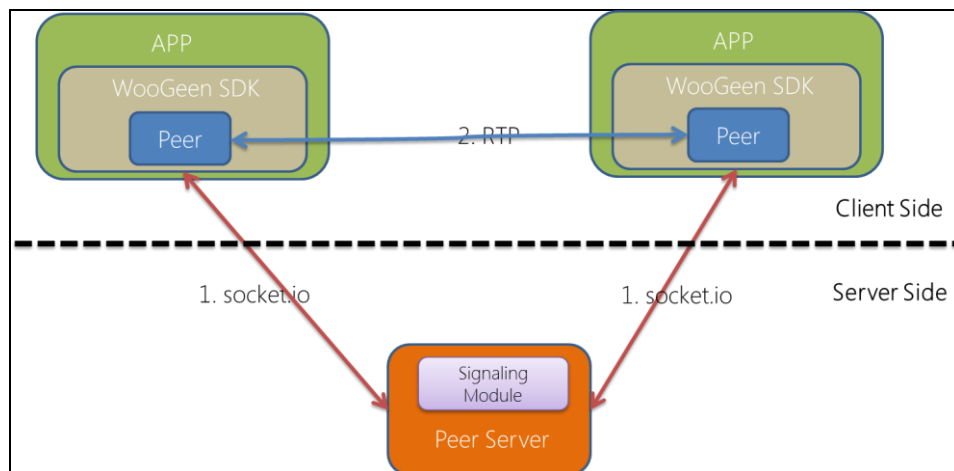 APP
APP
WooGeen SDK
WooGeen SDK
Peer
2. RTP
Peer
Client Side
1. socket.io
1. socket.io
Server Side
Signaling
Module
Peer Server